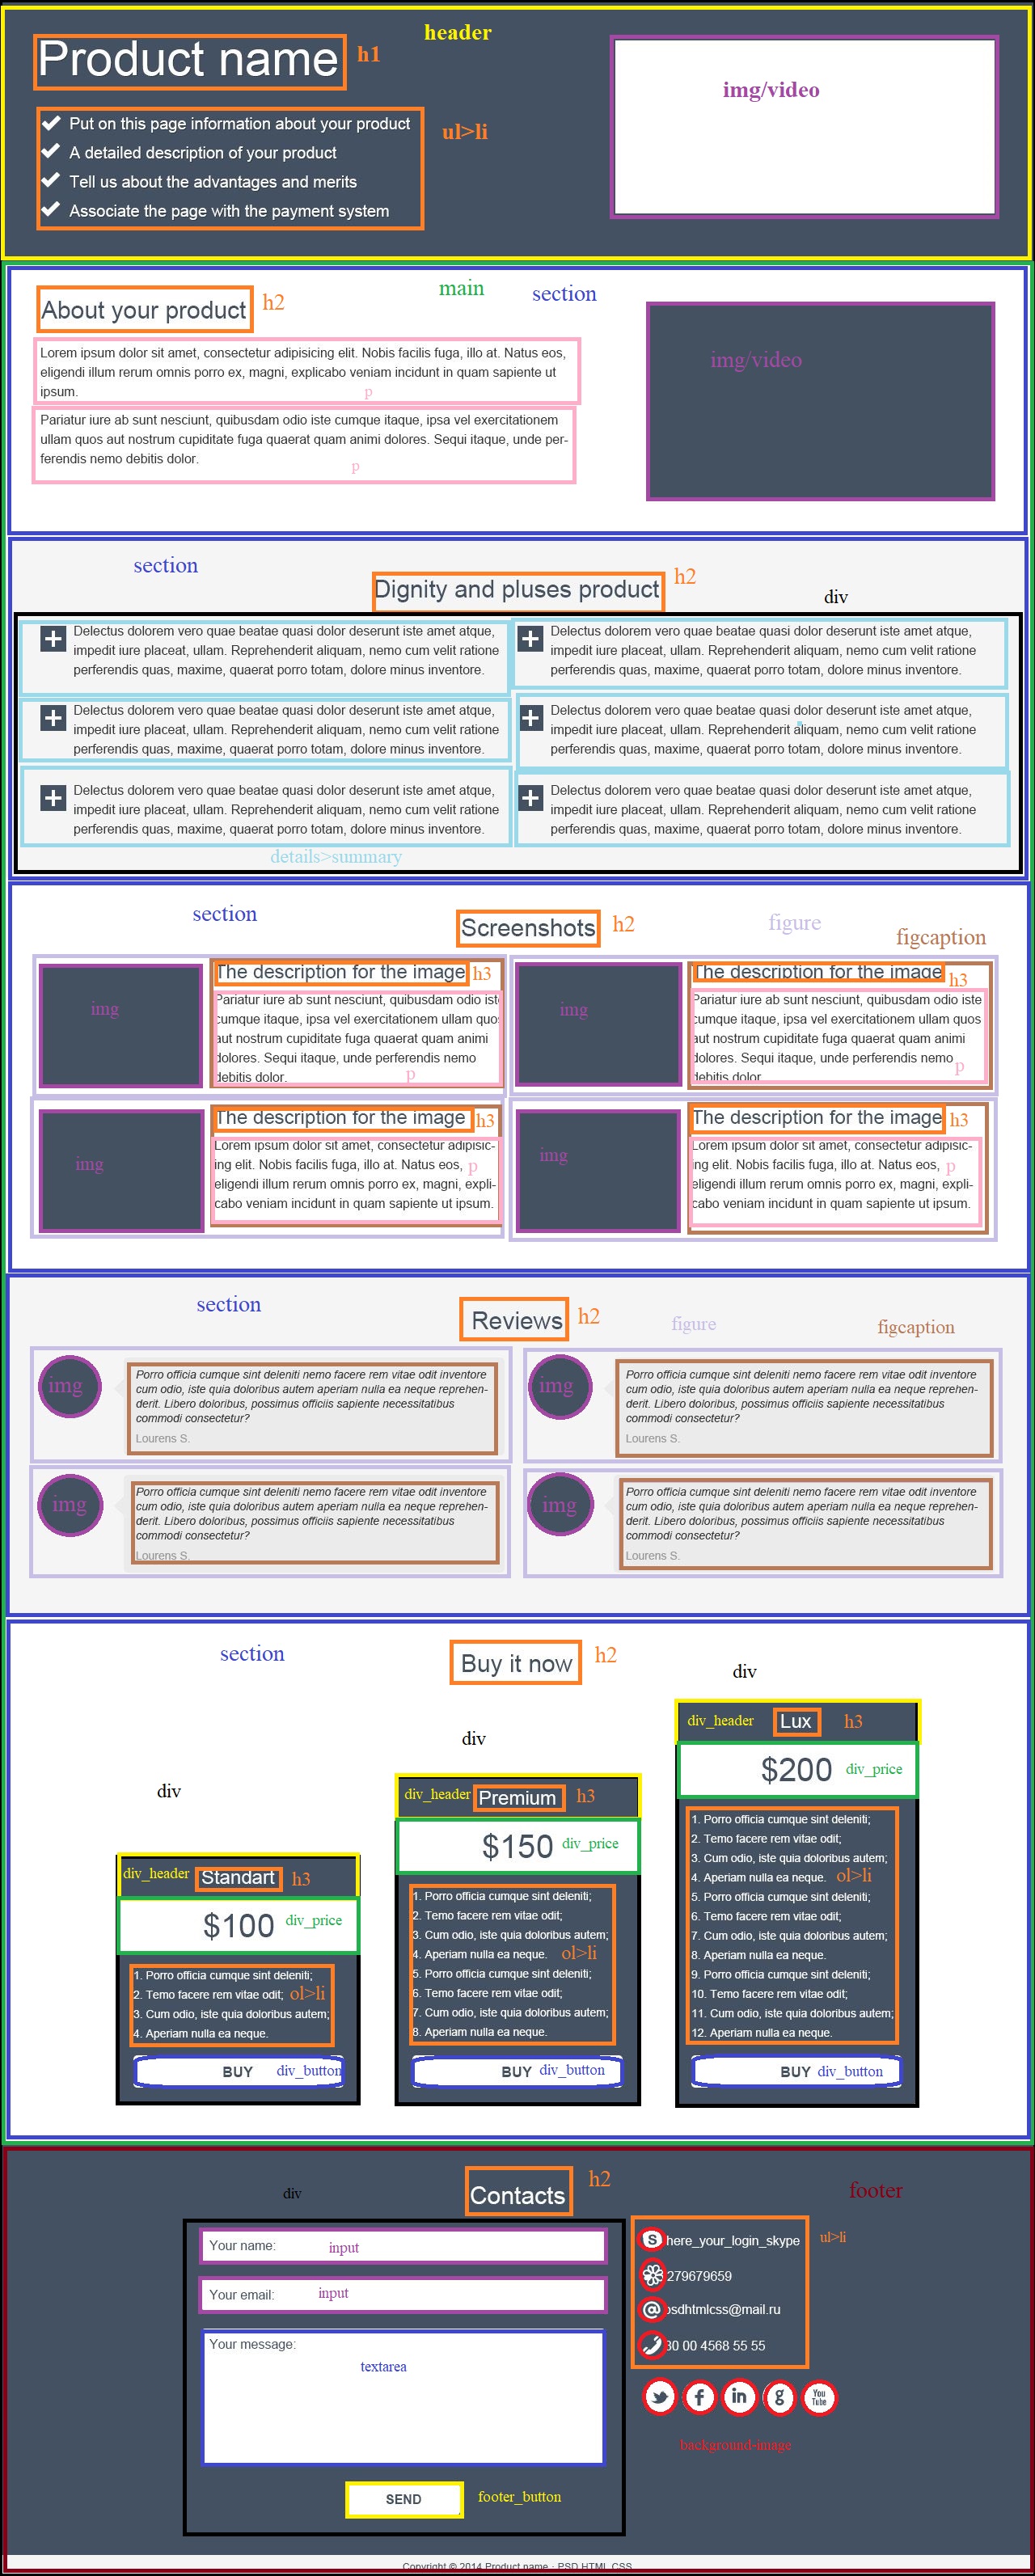 header
Product name h1
img/video
Put on this page information about your product
ul>li
A detailed description of your product
Tell us about the advantages and merits
Associate the page with the payment system
main
section
About your product h2
img/video
Lorem ipsum dolor sit amet, consectetur adipisicing elit. Nobis facilis fuga, illo at. Natus eos,
eligendi illum rerum omnis porro ex, magni, explicabo veniam incidunt in quam sapiente ut
ipsum.
p
Pariatur iure ab sunt nesciunt, quibusdam odio iste cumque itaque, ipsa vel exercitationem
ullam quos aut nostrum cupiditate fuga quaerat quam animi dolores. Sequi itaque, unde per-
ferendis nemo debitis dolor.
p
section
Dignity and pluses product h2
div
Delectus dolorem vero quae beatae quasi dolor deserunt iste amet atque,
impedit iure placeat, ullam. Reprehenderit aliquam, nemo cum velit ratione
perferendis quas, maxime, quaerat porro totam, dolore minus inventore.
Delectus dolorem vero quae beatae quasi dolor deserunt iste amet atque,
impedit iure placeat, ullam. Reprehenderit aliquam, nemo cum velit ratione
perferendis quas, maxime, quaerat porro totam, dolore minus inventore.
Delectus dolorem vero quae beatae quasi dolor deserunt iste amet atque,
impedit iure placeat, ullam. Reprehenderit aliquam, nemo cum velit ratione
perferendis quas, maxime, quaerat porro totam, dolore minus inventore.
Delectus dolorem vero quae beatae quasi dolor deserunt iste amet atque,
impedit iure placeat, ullam. Reprehenderit aliquam, nemo cum velit ratione
perferendis quas, maxime, quaerat porro totam, dolore minus inventore.
Delectus dolorem vero quae beatae quasi dolor deserunt iste amet atque,
impedit iure placeat, ullam. Reprehenderit aliquam, nemo cum velit ratione
perferendis quas, maxime, quaerat porro totam, dolore minus inventore.
Delectus dolorem vero quae beatae quasi dolor deserunt iste amet atque,
impedit iure placeat, ullam. Reprehenderit aliquam, nemo cum velit ratione
perferendis quas, maxime, quaerat porro totam, dolore minus inventore.
details>summary
section
Screenshots h2
figure
figcaption
img
The description for the image h3
Pariatur iure ab sunt nesciunt, quibusdam odio iste
cumque itaque, ipsa vel exercitationem ullam quos
aut nostrum cupiditate fuga quaerat quam animi
dolores. Sequi itaque, unde perferendis nemo
debitis dolor.
p
img
The description for the image h3
Pariatur iure ab sunt nesciunt, quibusdam odio iste
cumque itaque, ipsa vel exercitationem ullam quos
aut nostrum cupiditate fuga quaerat quam animi
dolores. Sequi itaque, unde perferendis nemo
debitis dolor
p
img
The description for the image h3
Lorem ipsum dolor sit amet, consectetur adipisic-
ing elit. Nobis facilis fuga, illo at. Natus eos, p
eligendi illum rerum omnis porro ex, magni, expli-
cabo veniam incidunt in quam sapiente ut ipsum.
img
The description for the image h3
Lorem ipsum dolor sit amet, consectetur adipisic-
ing elit. Nobis facilis fuga, illo at. Natus eos, p
eligendi illum rerum omnis porro ex, magni, expli-
cabo veniam incidunt in quam sapiente ut ipsum.
section
Reviews h2
figure
figcaption
img
Porro officia cumque sint deleniti nemo facere rem vitae odit inventore
cum odio, iste quia doloribus autem aperiam nulla ea neque reprehen-
derit. Libero doloribus, possimus officiis sapiente necessitatibus
commodi consectetur?
Lourens S.
img
Porro officia cumque sint deleniti nemo facere rem vitae odit inventore
cum odio, iste quia doloribus autem aperiam nulla ea neque reprehen-
derit. Libero doloribus, possimus officiis sapiente necessitatibus
commodi consectetur?
Lourens S.
img
Porro officia cumque sint deleniti nemo facere rem vitae odit inventore
cum odio, iste quia doloribus autem aperiam nulla ea neque reprehen-
derit. Libero doloribus, possimus officiis sapiente necessitatibus
commodi consectetur?
Lourens S.
img
Porro officia cumque sint deleniti nemo facere rem vitae odit inventore
cum odio, iste quia doloribus autem aperiam nulla ea neque reprehen-
derit. Libero doloribus, possimus officiis sapiente necessitatibus
commodi consectetur?
Lourens S.
section
Buy it now h2
div
div_header Standart h3
$100 div_price
1. Porro officia cumque sint deleniti;
2. Temo facere rem vitae odit; ol>li
3. Cum odio, iste quia doloribus autem;
4. Aperiam nulla ea neque.
BUY div_button
div
div_header Premium h3
$150 div_price
1. Porro officia cumque sint deleniti;
2. Temo facere rem vitae odit;
3. Cum odio, iste quia doloribus autem;
4. Aperiam nulla ea neque. ol>li
5. Porro officia cumque sint deleniti;
6. Temo facere rem vitae odit;
7. Cum odio, iste quia doloribus autem;
8. Aperiam nulla ea neque.
BUY div_button
div
div_header Lux h3
$200 div_price
1. Porro officia cumque sint deleniti;
2. Temo facere rem vitae odit;
3. Cum odio, iste quia doloribus autem;
4. Aperiam nulla ea neque. ol>li
5. Porro officia cumque sint deleniti;
6. Temo facere rem vitae odit;
7. Cum odio, iste quia doloribus autem;
8. Aperiam nulla ea neque.
9. Porro officia cumque sint deleniti;
10. Temo facere rem vitae odit;
11. Cum odio, iste quia doloribus autem;
12. Aperiam nulla ea neque.
BUY div_button
div
Contacts h2
footer
Your name: input
Your email: input
Your message:
textarea
SEND footer_button
S here_your_login_skype ul>li
279679659
@ psdhtmlcss@mail.ru
80 00 4568 55 55
f in g You Tube
background-image
Copyright © 2014 Product name · PSD HTML CSS